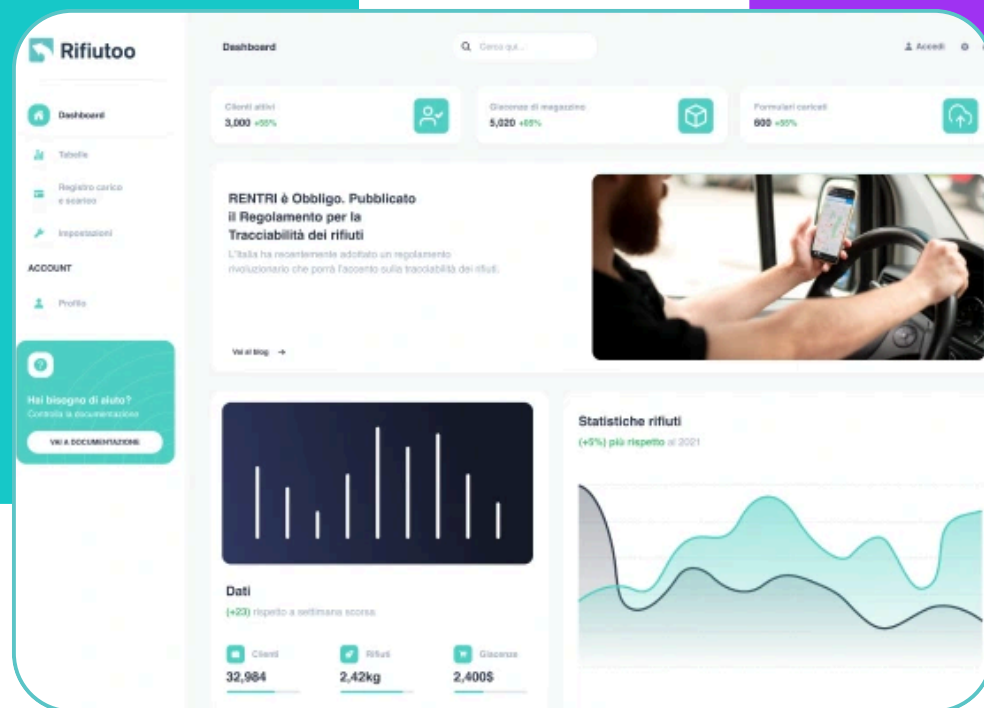 Rifiutoo
Dashboard
Tabelle
Registro carico
e scarico
Impostazioni
ACCOUNT
Profilo
Hai bisogno di aiuto?
Controlla la documentazione
VAI A DOCUMENTAZIONE
Dashboard
Cerca qui...
Accedi
Clienti attivi
3,000 +55%
Giacenze di magazzino
5,020 +65%
Formulari caricati
600 +55%
RENTRI è Obbligo. Pubblicato
il Regolamento per la
Tracciabilità dei rifiuti
L'Italia ha recentemente adottato un regolamento
rivoluzionario che porrà l'accento sulla tracciabilità dei rifiuti.
Vai al blog
Dati
(+23) rispetto a settimana scorsa
Clienti
32,984
Rifiuti
2,42kg
Giacenze
2,400$
Statistiche rifiuti
(+5%) più rispetto al 2021